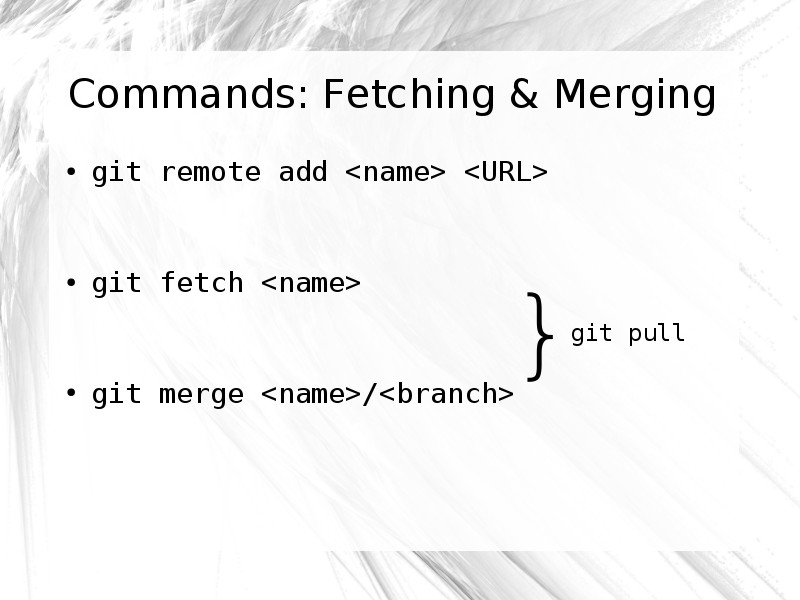 Commands: Fetching & Merging
• git remote add <name> <URL>
• git fetch <name>
} git pull
• git merge <name>/<branch>